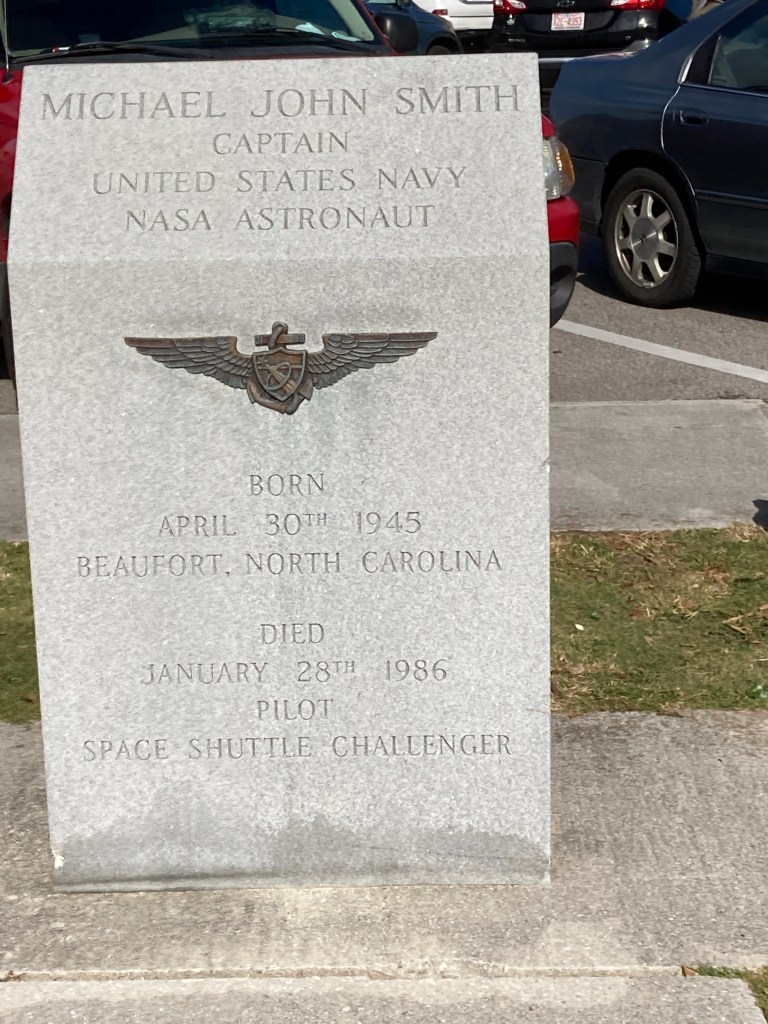 MICHAEL JOHN SMITH
CAPTAIN
UNITED STATES NAVY
NASA ASTRONAUT
BORN
APRIL 30TH 1945
BEAUFORT, NORTH CAROLINA
DIED
JANUARY 28TH 1986
PILOT
SPACE SHUTTLE CHALLENGER